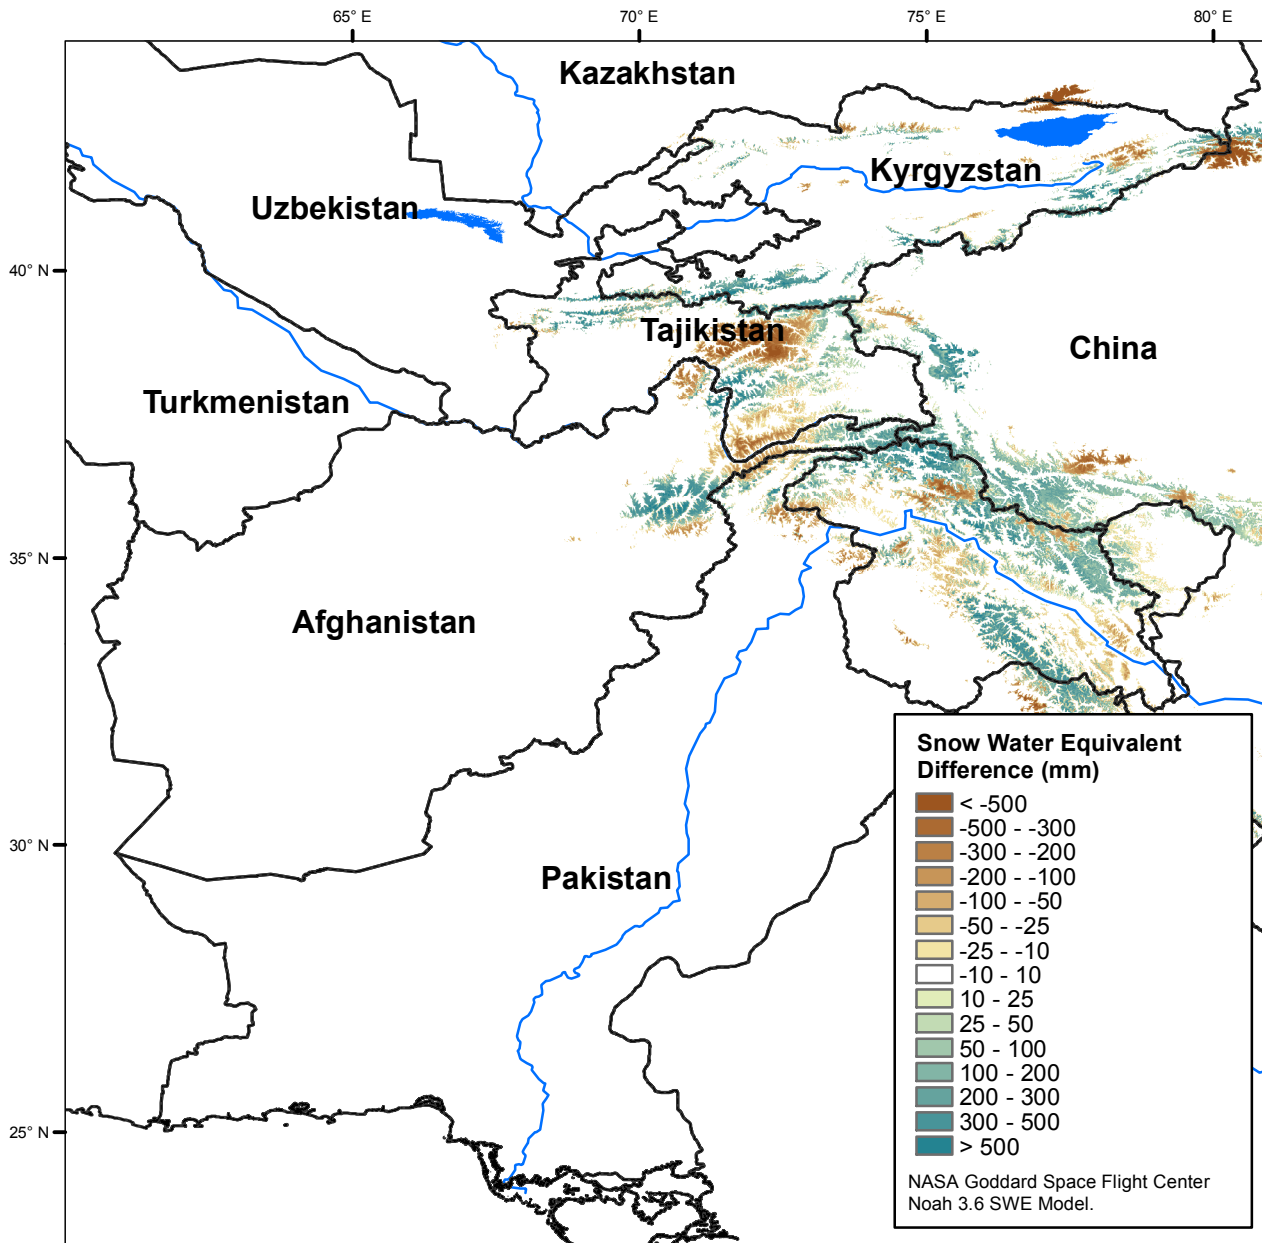 65° E
70° E
75° E
80° E
Kazakhstan
Kyrgyzstan
Uzbekistan
40° N
Tajikistan
China
Turkmenistan
35° N
Afghanistan
30° N
Pakistan
25° N
Snow Water Equivalent
Difference (mm)
< -500
-500 - -300
-300 - -200
-200 - -100
-100 - -50
-50 - -25
-25 - -10
-10 - 10
10 - 25
25 - 50
50 - 100
100 - 200
200 - 300
300 - 500
> 500
NASA Goddard Space Flight Center
Noah 3.6 SWE Model.